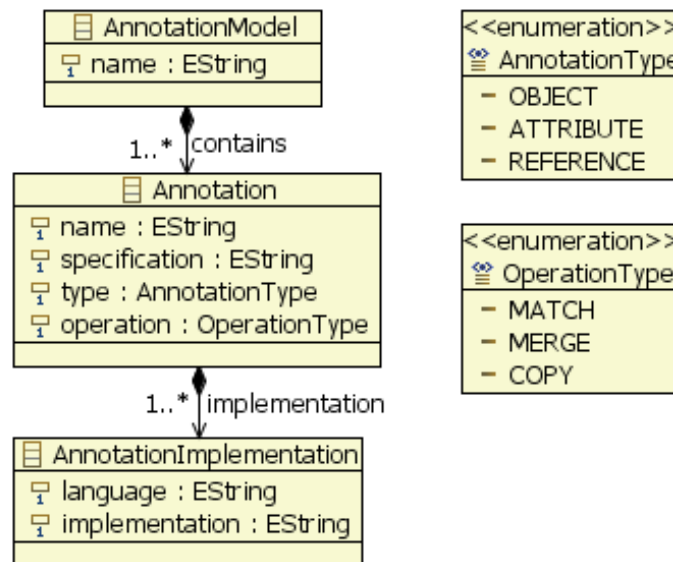 AnnotationModel
name : EString
1..* contains
Annotation
name : EString
specification : EString
type : AnnotationType
operation : OperationType
1..* implementation
AnnotationImplementation
language : EString
implementation : EString
<<enumeration>>
AnnotationType
OBJECT
ATTRIBUTE
REFERENCE
<<enumeration>>
OperationType
MATCH
MERGE
COPY